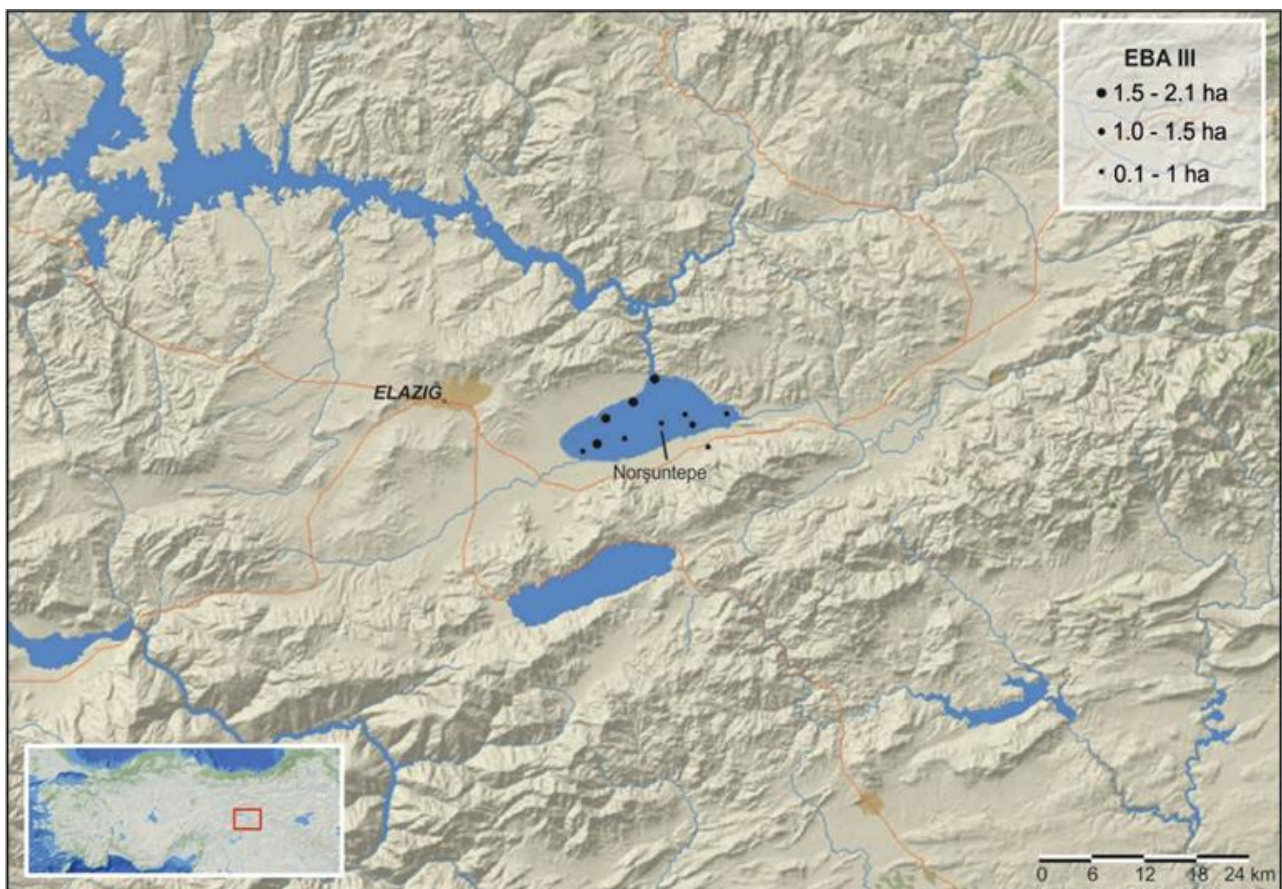 EBA III
1.5 - 2.1 ha
1.0 - 1.5 ha
0.1 - 1 ha
ELAZIĞ
Norşuntepe
0 6 12 18 24 km